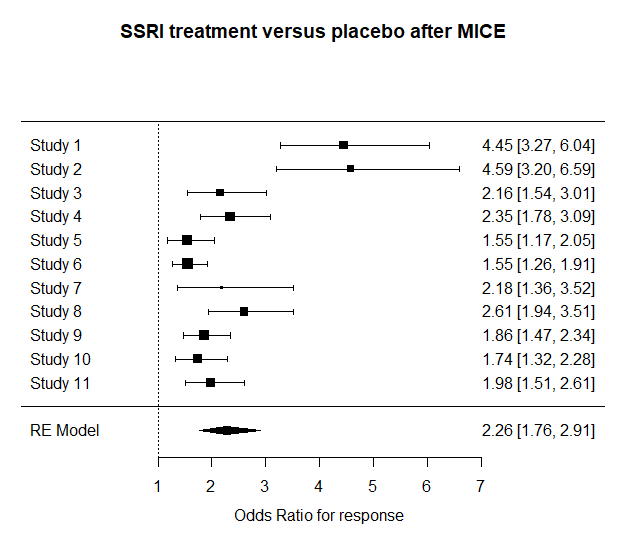 SSRI treatment versus placebo after MICE
Study 1 4.45 [3.27, 6.04]
Study 2 4.59 [3.20, 6.59]
Study 3 2.16 [1.54, 3.01]
Study 4 2.35 [1.78, 3.09]
Study 5 1.55 [1.17, 2.05]
Study 6 1.55 [1.26, 1.91]
Study 7 2.18 [1.36, 3.52]
Study 8 2.61 [1.94, 3.51]
Study 9 1.86 [1.47, 2.34]
Study 10 1.74 [1.32, 2.28]
Study 11 1.98 [1.51, 2.61]
RE Model 2.26 [1.76, 2.91]
1 2 3 4 5 6 7
Odds Ratio for response